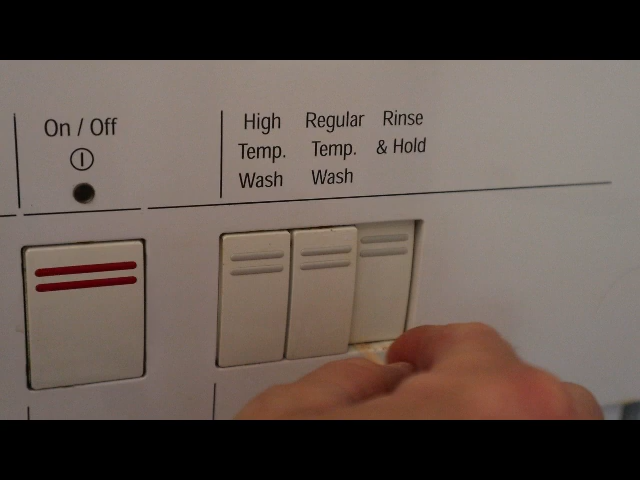 On / Off
High Temp. Wash
Regular Temp. Wash
Rinse & Hold